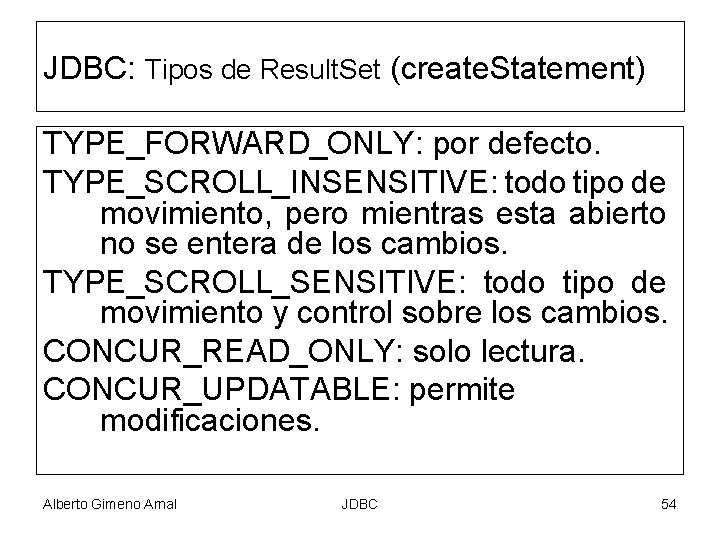 JDBC: Tipos de Result.Set (create.Statement)
TYPE_FORWARD_ONLY: por defecto.
TYPE_SCROLL_INSENSITIVE: todo tipo de
movimiento, pero mientras esta abierto
no se entera de los cambios.
TYPE_SCROLL_SENSITIVE: todo tipo de
movimiento y control sobre los cambios.
CONCUR_READ_ONLY: solo lectura.
CONCUR_UPDATABLE: permite
modificaciones.
Alberto Gimeno Arnal JDBC 54